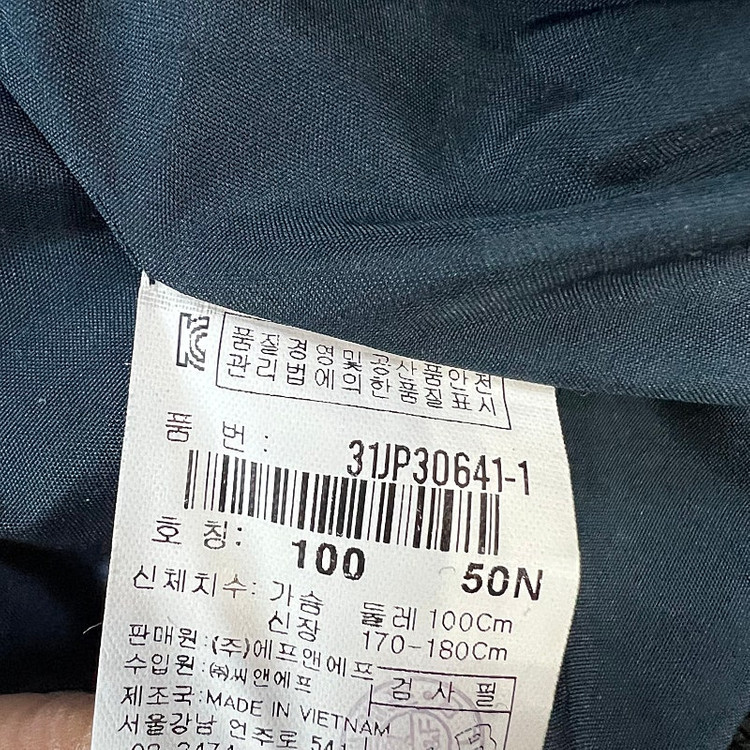 품질경영및공산품안전
관리법에의한품질표시
품 번 : 31JP30641-1
호 칭: 100 50N
신체치수: 가슴 둘레 100Cm
신장 170-180Cm
판매원:(주)에프앤에프
수입원:㈜씨앤에프
검 사 필
제조국:MADE IN VIETNAM
서울강남 언주로 541
02 3474